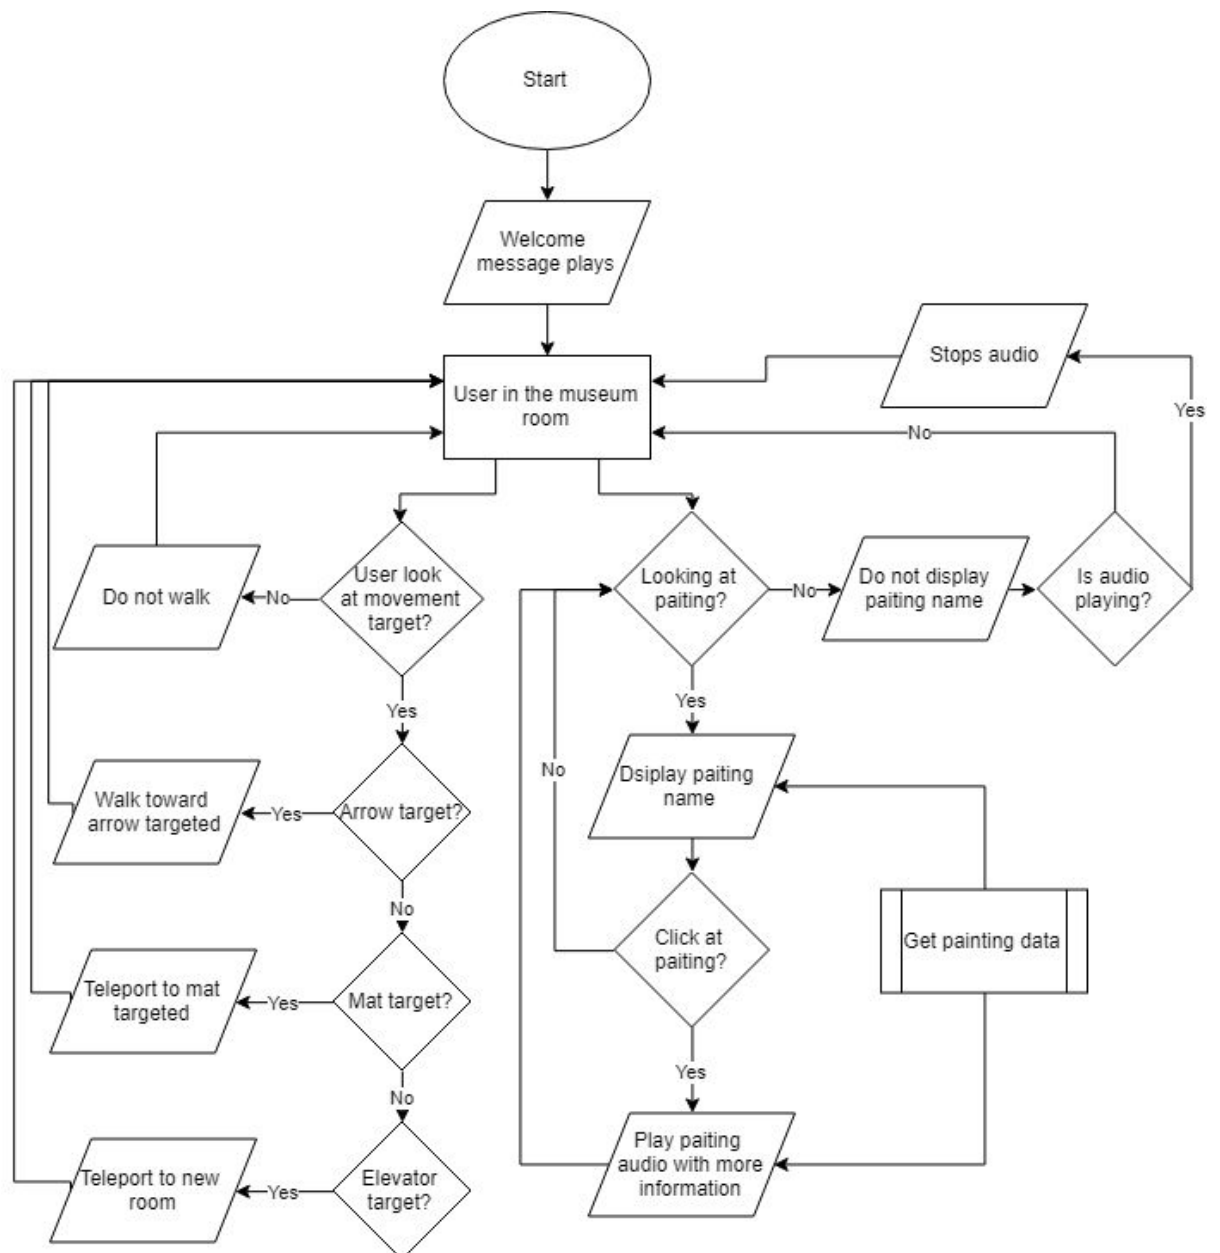 Start
Welcome
message plays
User in the museum
room
Stops audio
Yes
No
Do not walk
No
User look
at movement
target?
Looking at
paiting?
No
Do not display
paiting name
Is audio
playing?
Yes
Yes
Walk toward
arrow targeted
Yes
Arrow target?
No
Dsiplay paiting
name
No
Click at
paiting?
Get painting data
Teleport to mat
targeted
Yes
Mat target?
Yes
No
Teleport to new
room
Yes
Elevator
target?
Play paiting
audio with more
information